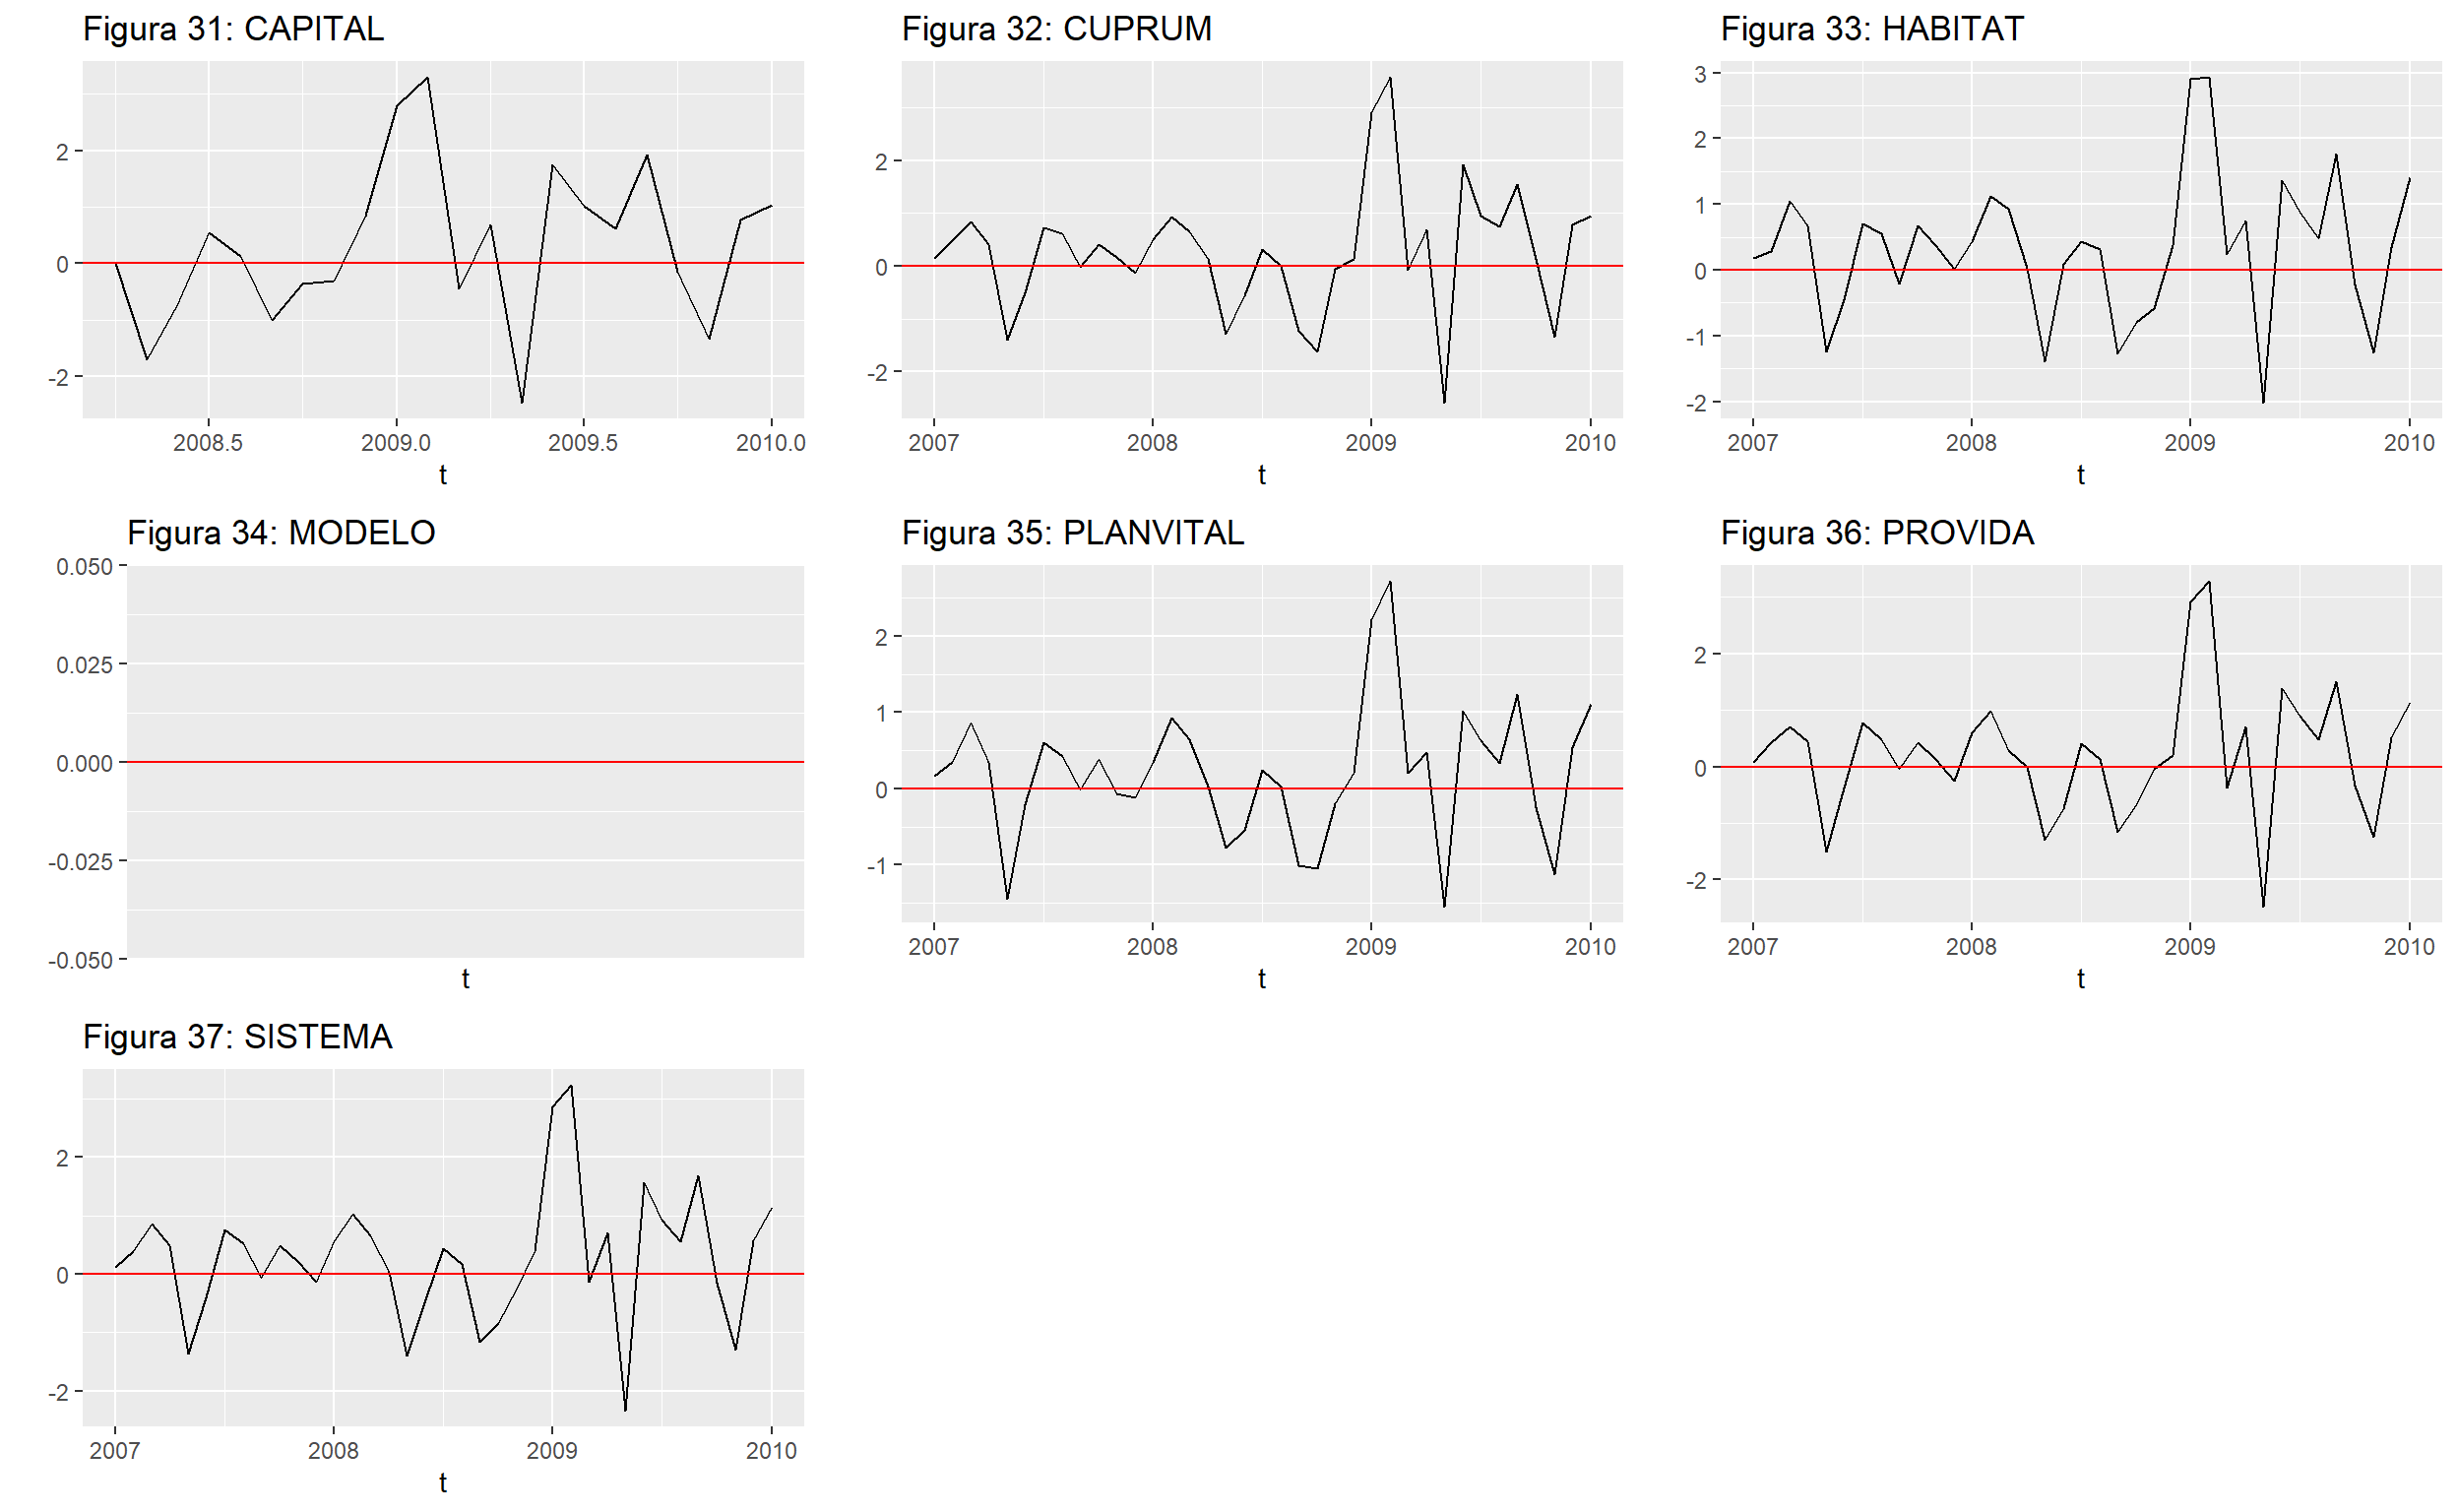 Figura 31: CAPITAL
2
0
-2
2008.5 2009.0 2009.5 2010.0
t
Figura 32: CUPRUM
2
0
-2
2007 2008 2009 2010
t
Figura 33: HABITAT
3
2
1
0
-1
-2
2007 2008 2009 2010
t
Figura 34: MODELO
0.050
0.025
0.000
-0.025
-0.050
t
Figura 35: PLANVITAL
2
1
0
-1
2007 2008 2009 2010
t
Figura 36: PROVIDA
2
0
-2
2007 2008 2009 2010
t
Figura 37: SISTEMA
2
0
-2
2007 2008 2009 2010
t